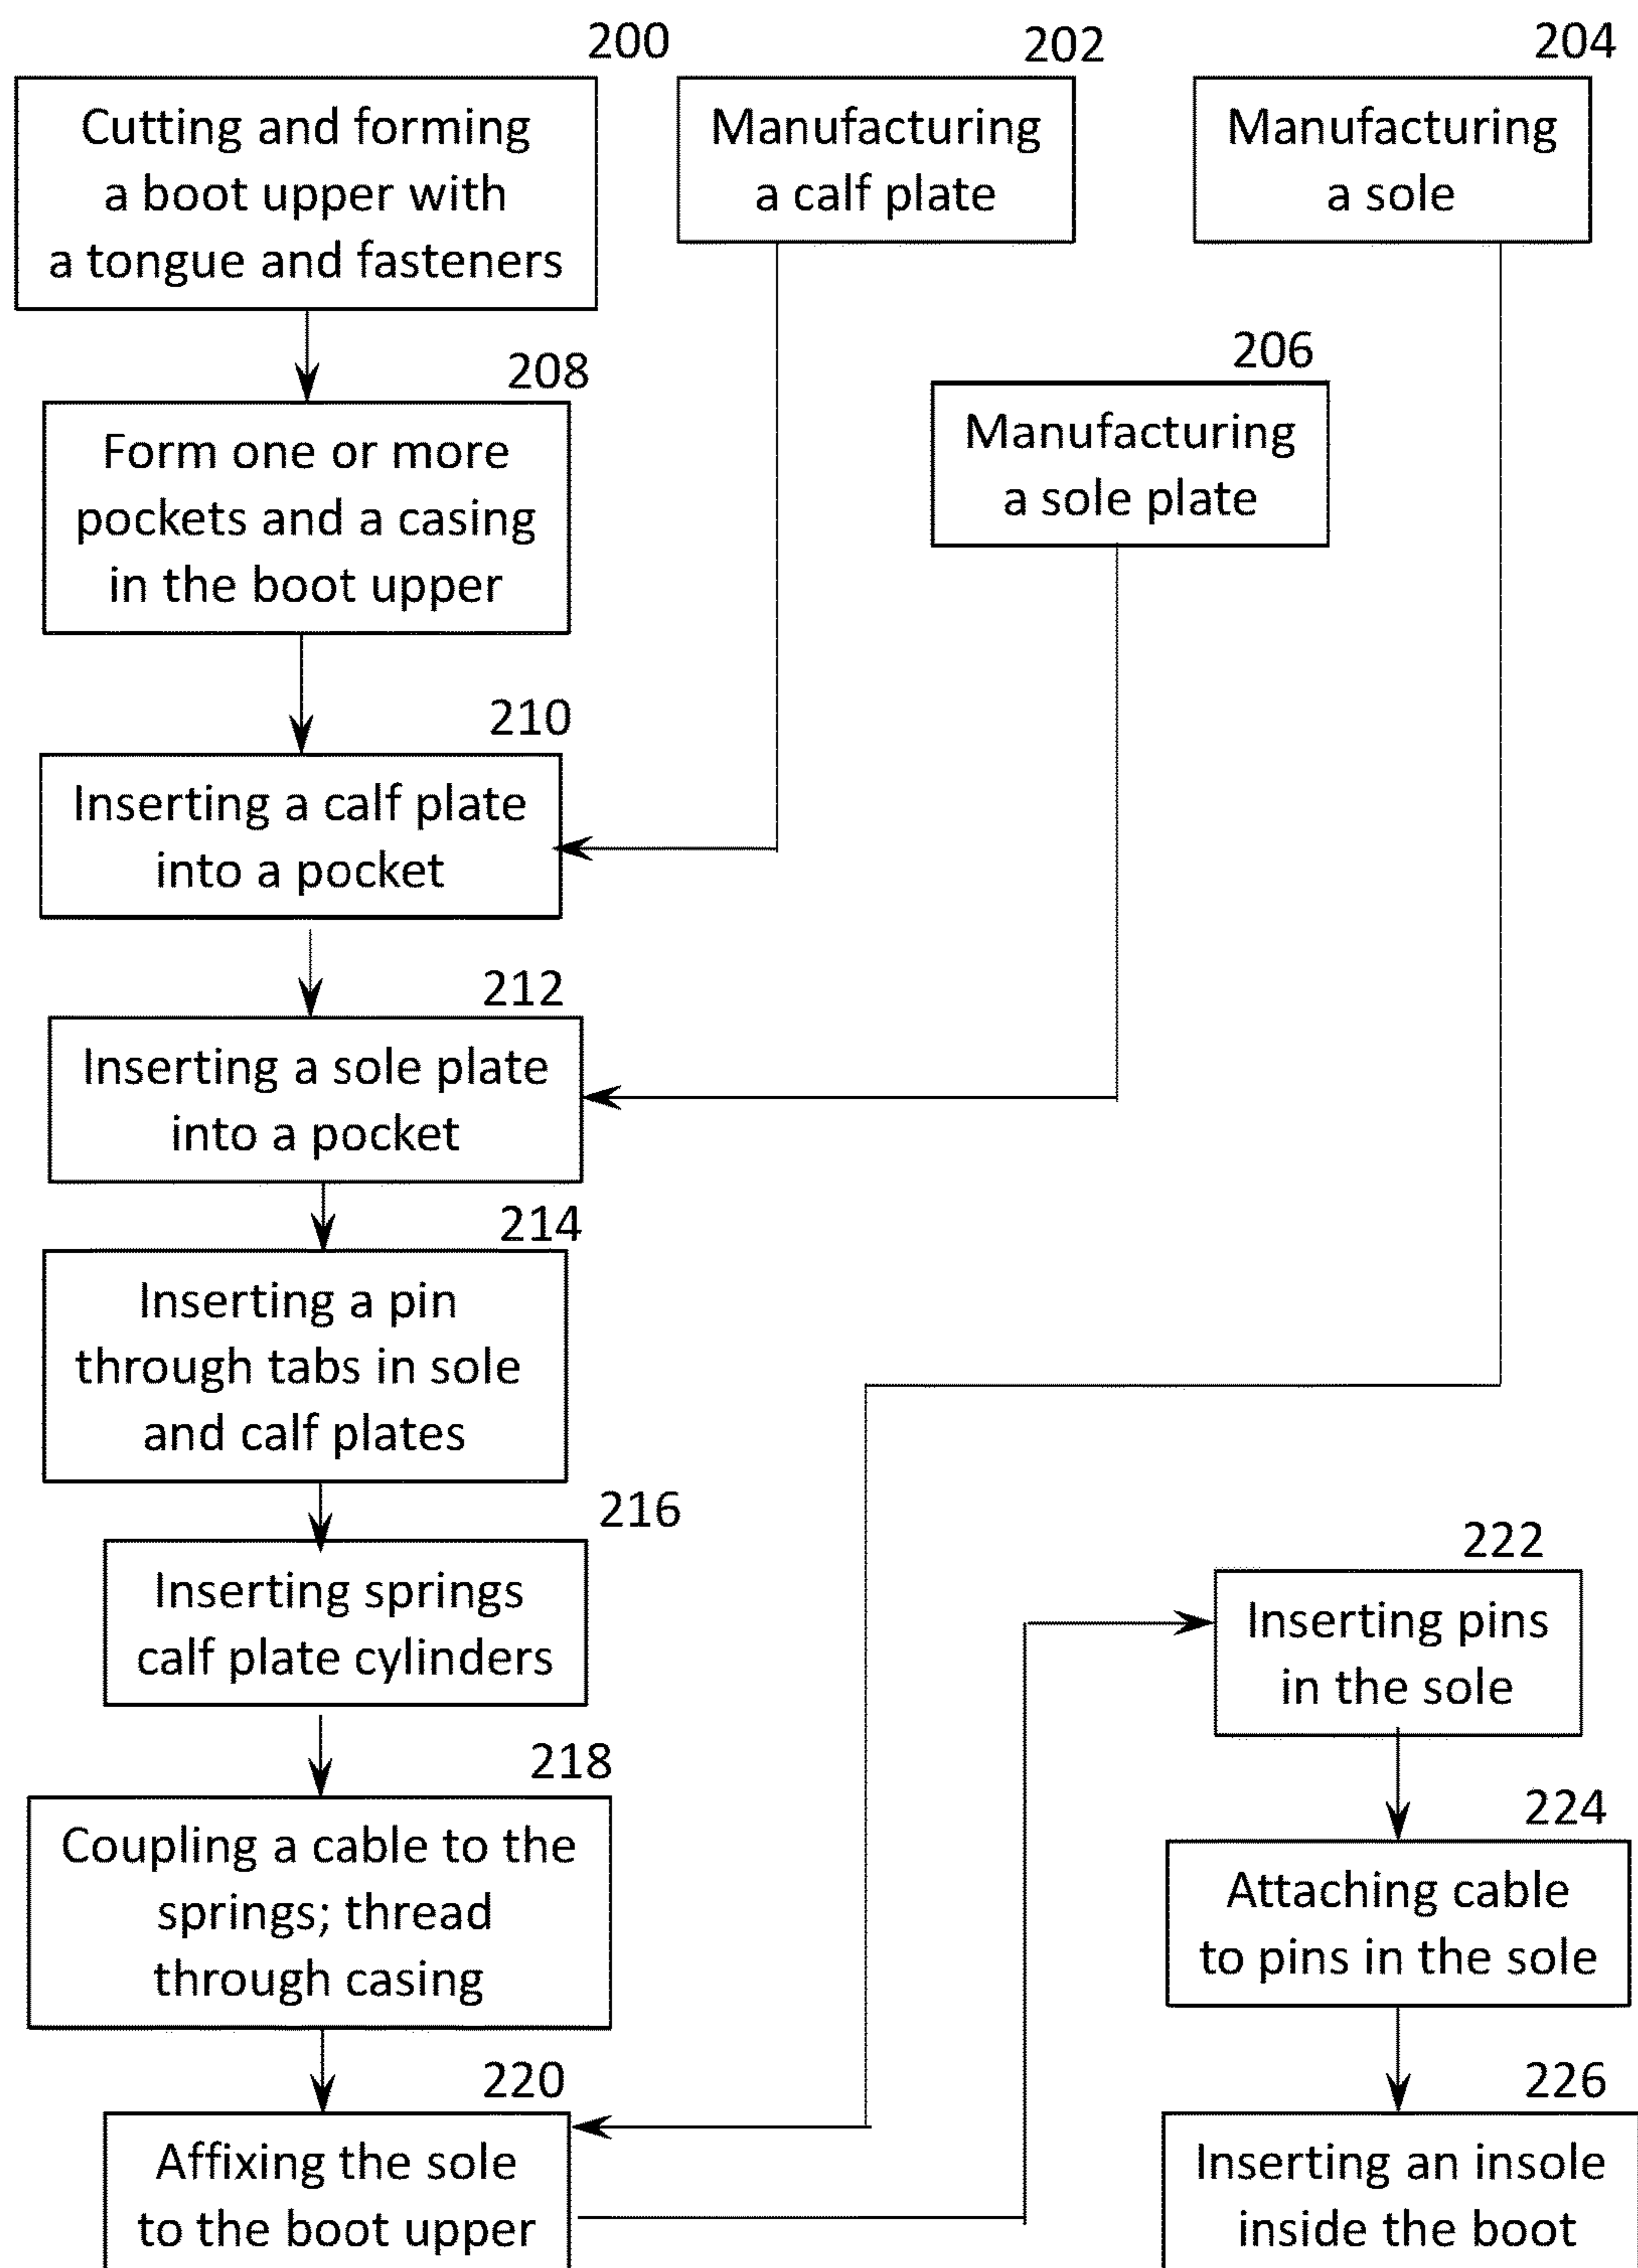 200
Cutting and forming
a boot upper with
a tongue and fasteners
202
Manufacturing
a calf plate
204
Manufacturing
a sole
206
Manufacturing
a sole plate
208
Form one or more
pockets and a casing
in the boot upper
210
Inserting a calf plate
into a pocket
212
Inserting a sole plate
into a pocket
214
Inserting a pin
through tabs in sole
and calf plates
216
Inserting springs
calf plate cylinders
218
Coupling a cable to the
springs; thread
through casing
220
Affixing the sole
to the boot upper
222
Inserting pins
in the sole
224
Attaching cable
to pins in the sole
226
Inserting an insole
inside the boot